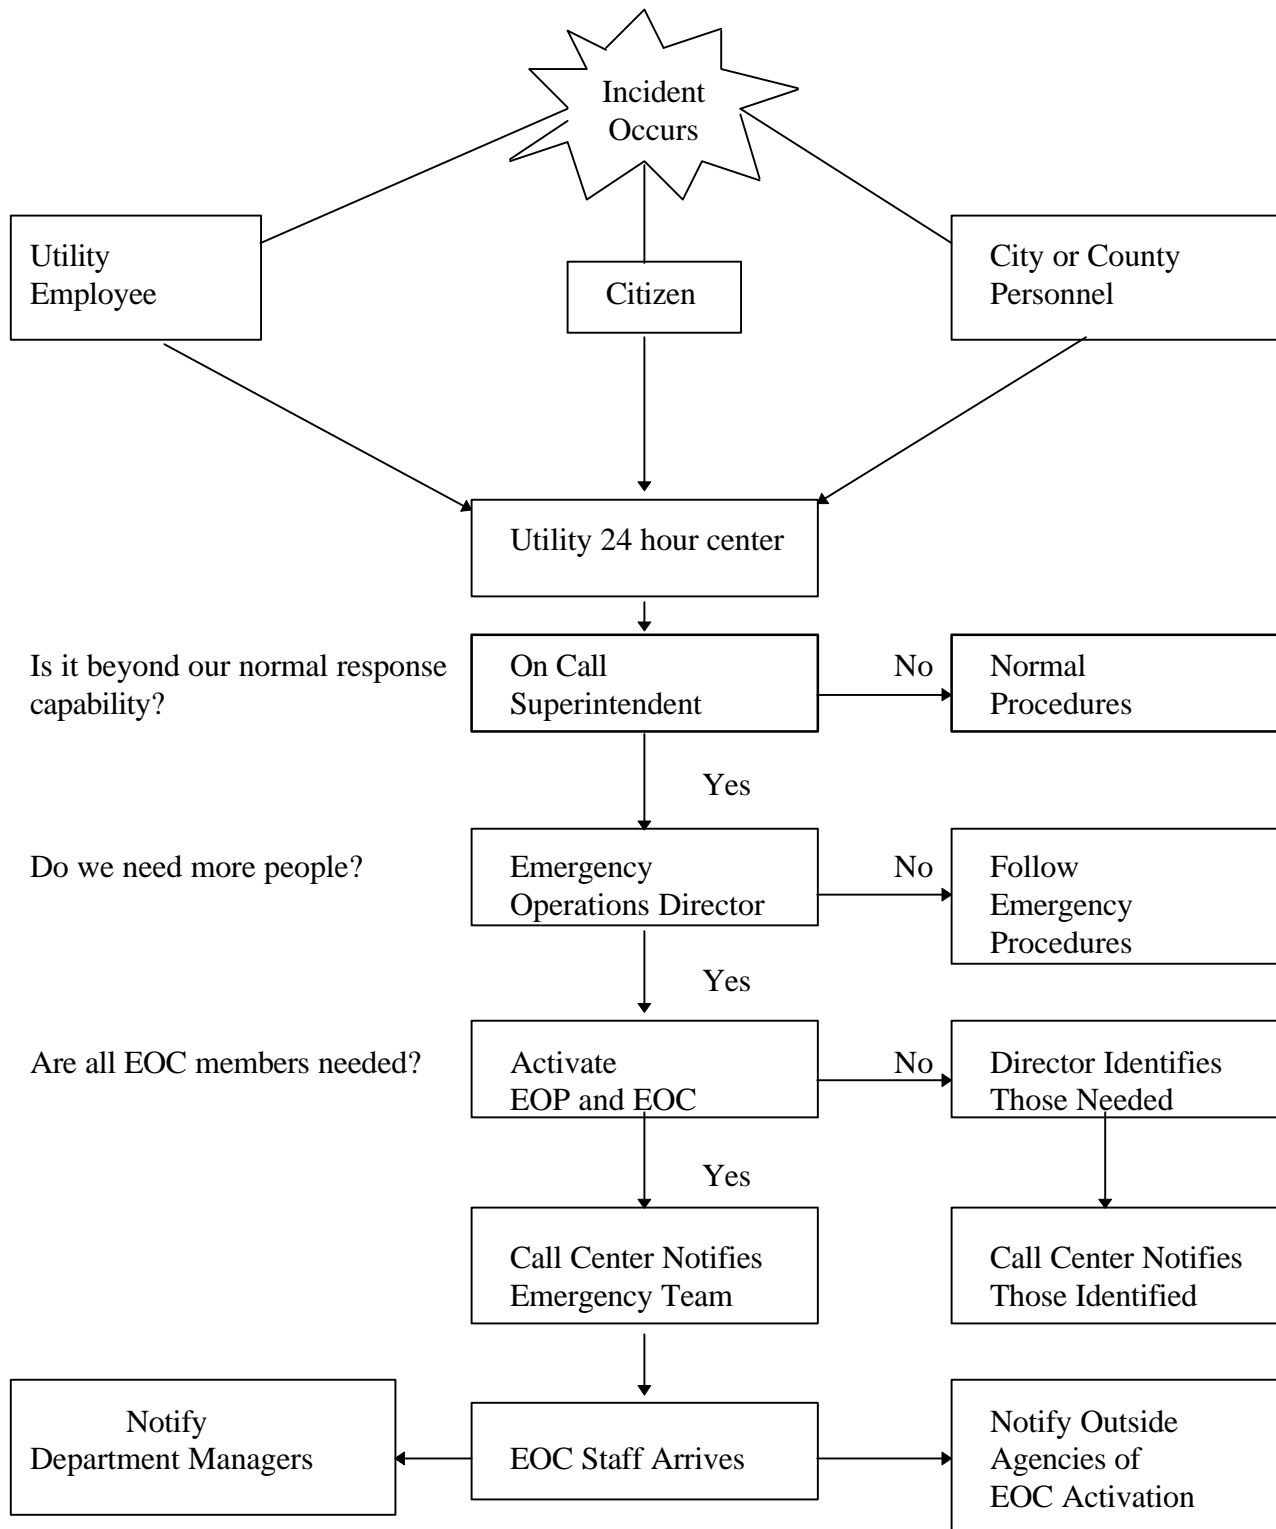 Incident
Occurs
Utility
Employee
Citizen
City or County
Personnel
Utility 24 hour center
Is it beyond our normal response
capability?
On Call
Superintendent
No
Normal
Procedures
Yes
Do we need more people?
Emergency
Operations Director
No
Follow
Emergency
Procedures
Yes
Are all EOC members needed?
Activate
EOP and EOC
No
Director Identifies
Those Needed
Yes
Call Center Notifies
Emergency Team
Call Center Notifies
Those Identified
Notify
Department Managers
EOC Staff Arrives
Notify Outside
Agencies of
EOC Activation